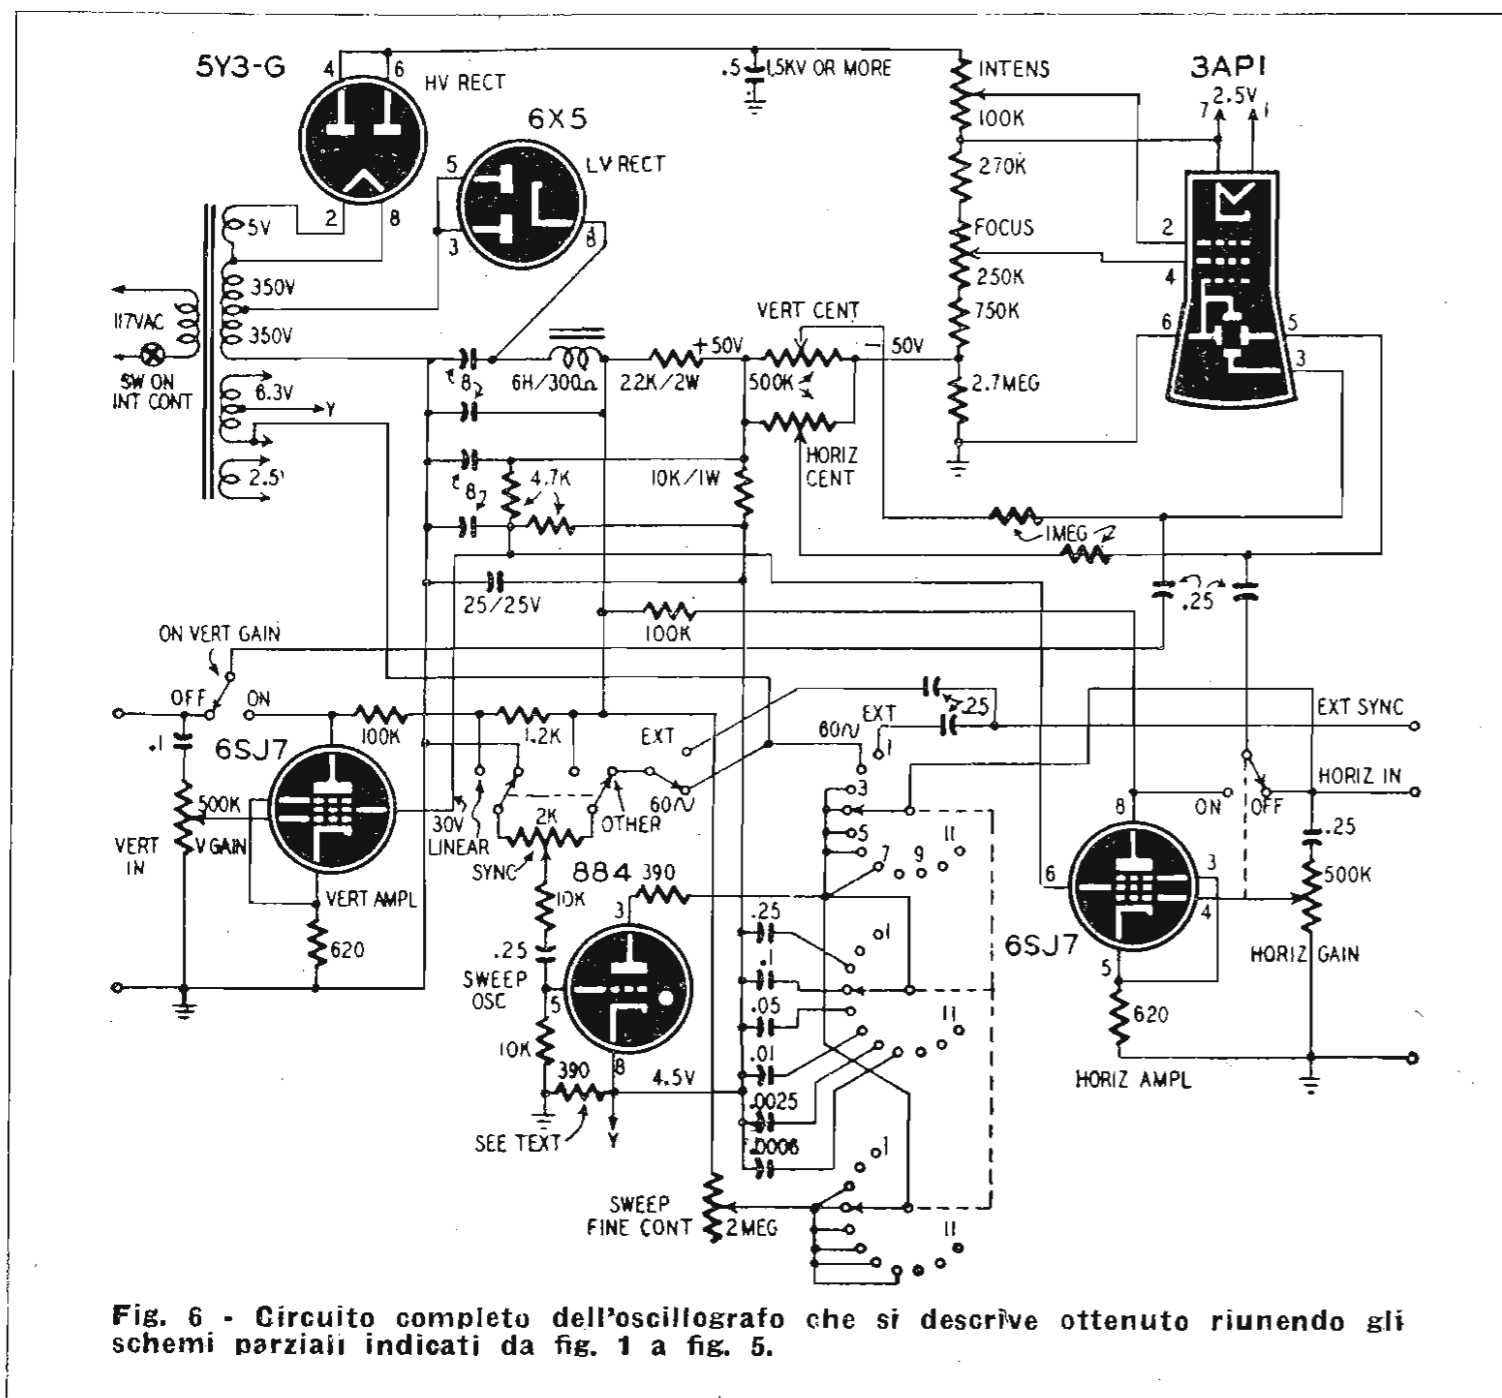 5Y3-G
4
6
HV RECT
.5
1,5KV OR MORE
INTENS
100K
3AP1
2.5V
7
1
6X5
5
LV RECT
3
8
270K
2
8
5V
FOCUS
250K
2
4
350V
350V
117VAC
SW ON
INT CONT
VERT CENT
750K
6
5
3
+50V
-50V
8
6H/300Ω
22K/2W
500K
2.7MEG
6.3V
Y
2.5
HORIZ
CENT
8
4.7K
10K/1W
1MEG
25/25V
.25
100K
ON VERT GAIN
OFF
ON
.1
6SJ7
100K
1.2K
EXT
.25
EXT
60∿
1
EXT SYNC
500K
V GAIN
VERT
IN
30V
LINEAR
2K
OTHER
60∿
SYNC
3
5
7
9
11
8
ON
OFF
HORIZ IN
.25
VERT AMPL
620
884
390
3
10K
.25
SWEEP
OSC
5
10K
390
8
4.5V
SEE TEXT
Y
.25
.1
.05
.01
.0025
.0006
1
11
6
3
4
500K
6SJ7
5
HORIZ GAIN
620
HORIZ AMPL
1
11
SWEEP
FINE CONT
2MEG
Fig. 6 - Circuito completo dell'oscillografo che si descrive ottenuto riunendo gli
schemi parziali indicati da fig. 1 a fig. 5.